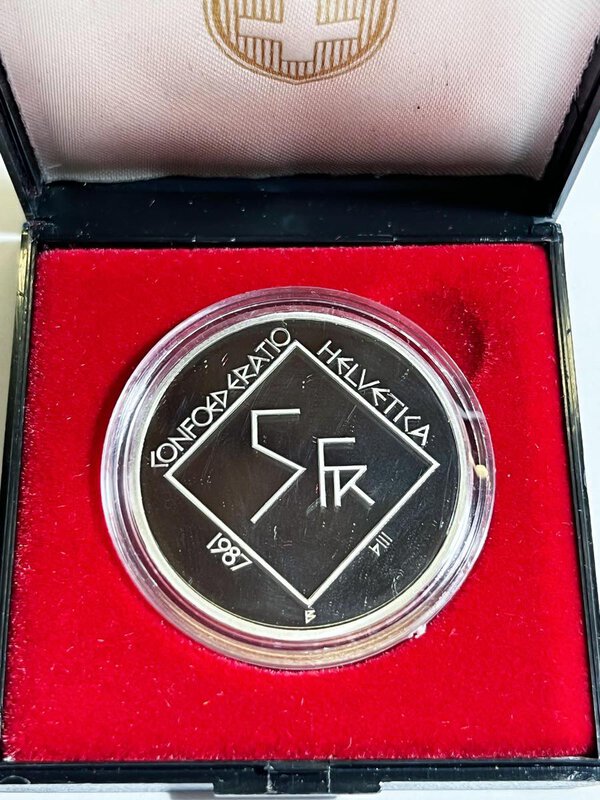 CONFOEDERATIO HELVETICA
5 FR
1987
B